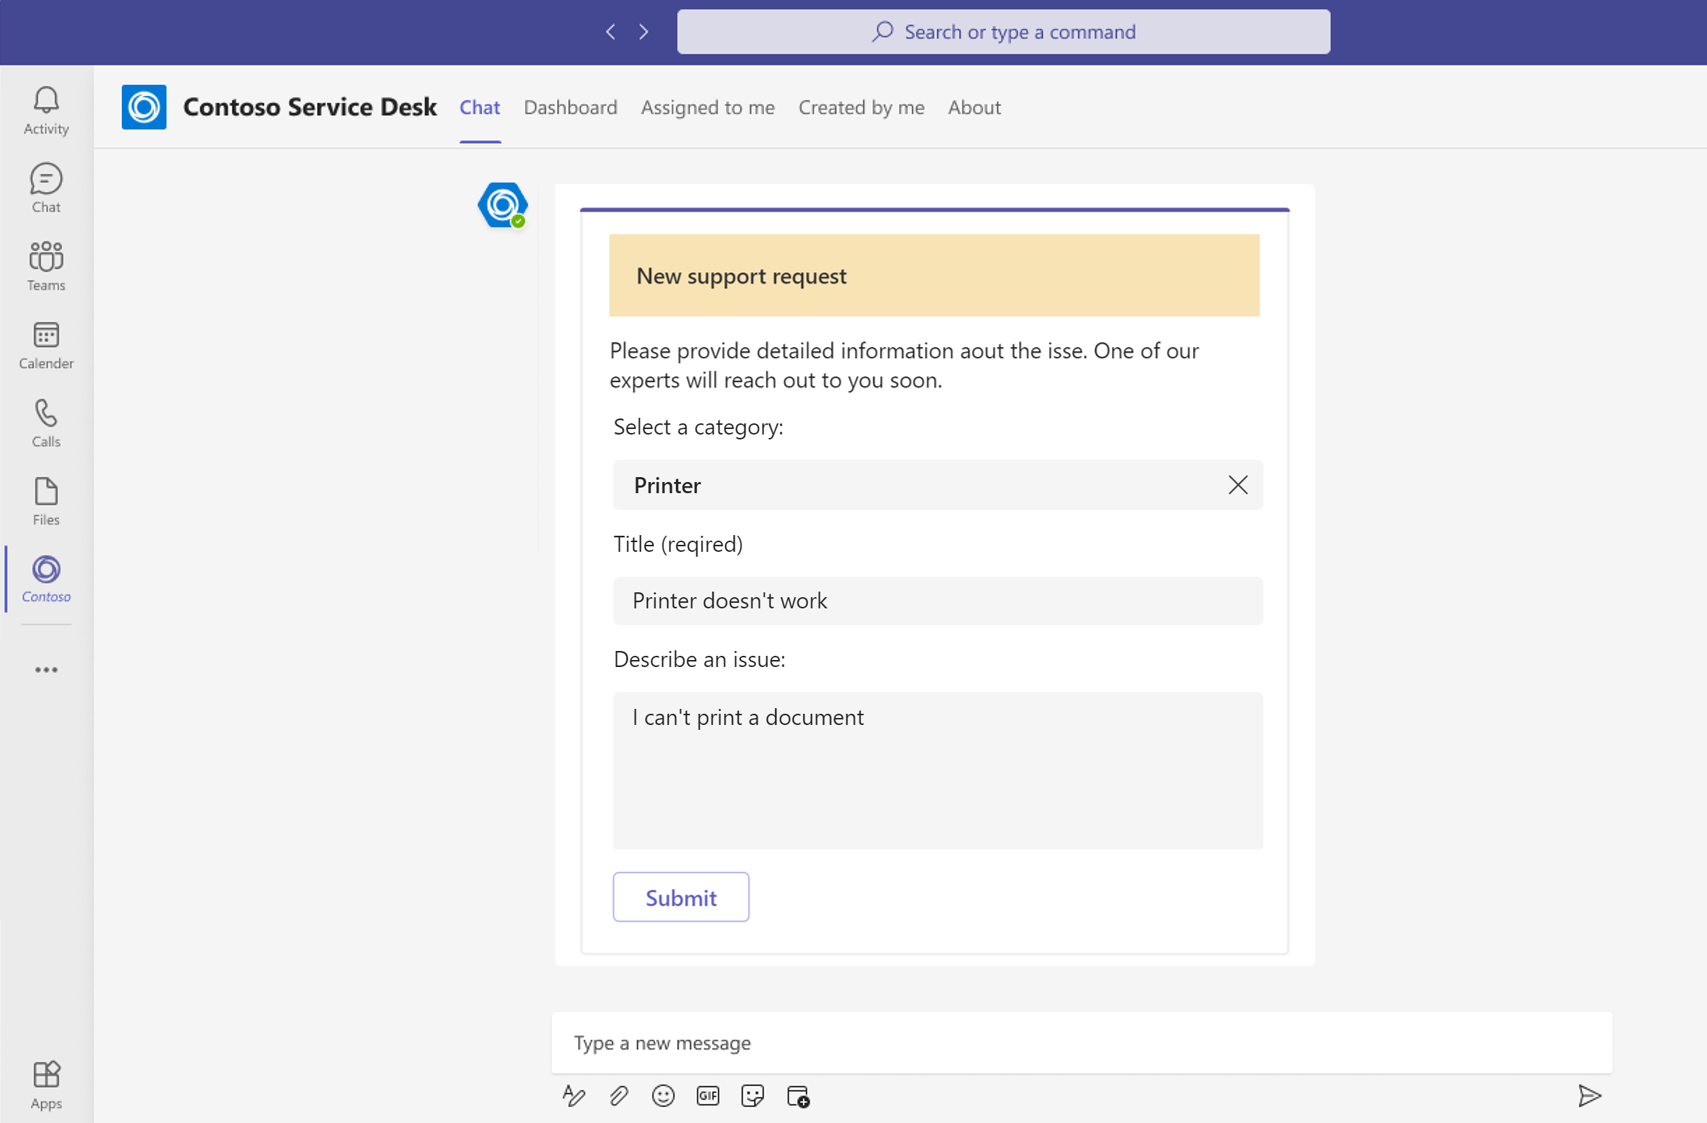 Search or type a command
Activity
Chat
Teams
Calender
Calls
Files
Contoso
Apps
Contoso Service Desk
Chat
Dashboard
Assigned to me
Created by me
About
New support request
Please provide detailed information aout the isse. One of our
experts will reach out to you soon.
Select a category:
Printer
Title (reqired)
Printer doesn't work
Describe an issue:
I can't print a document
Submit
Type a new message
GIF